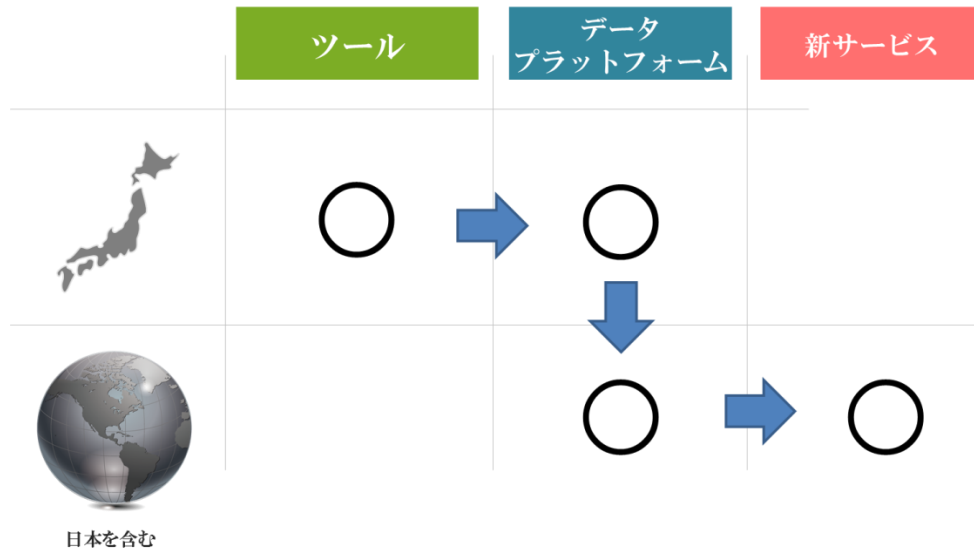 ツール
データ
プラットフォーム
新サービス
日本を含む